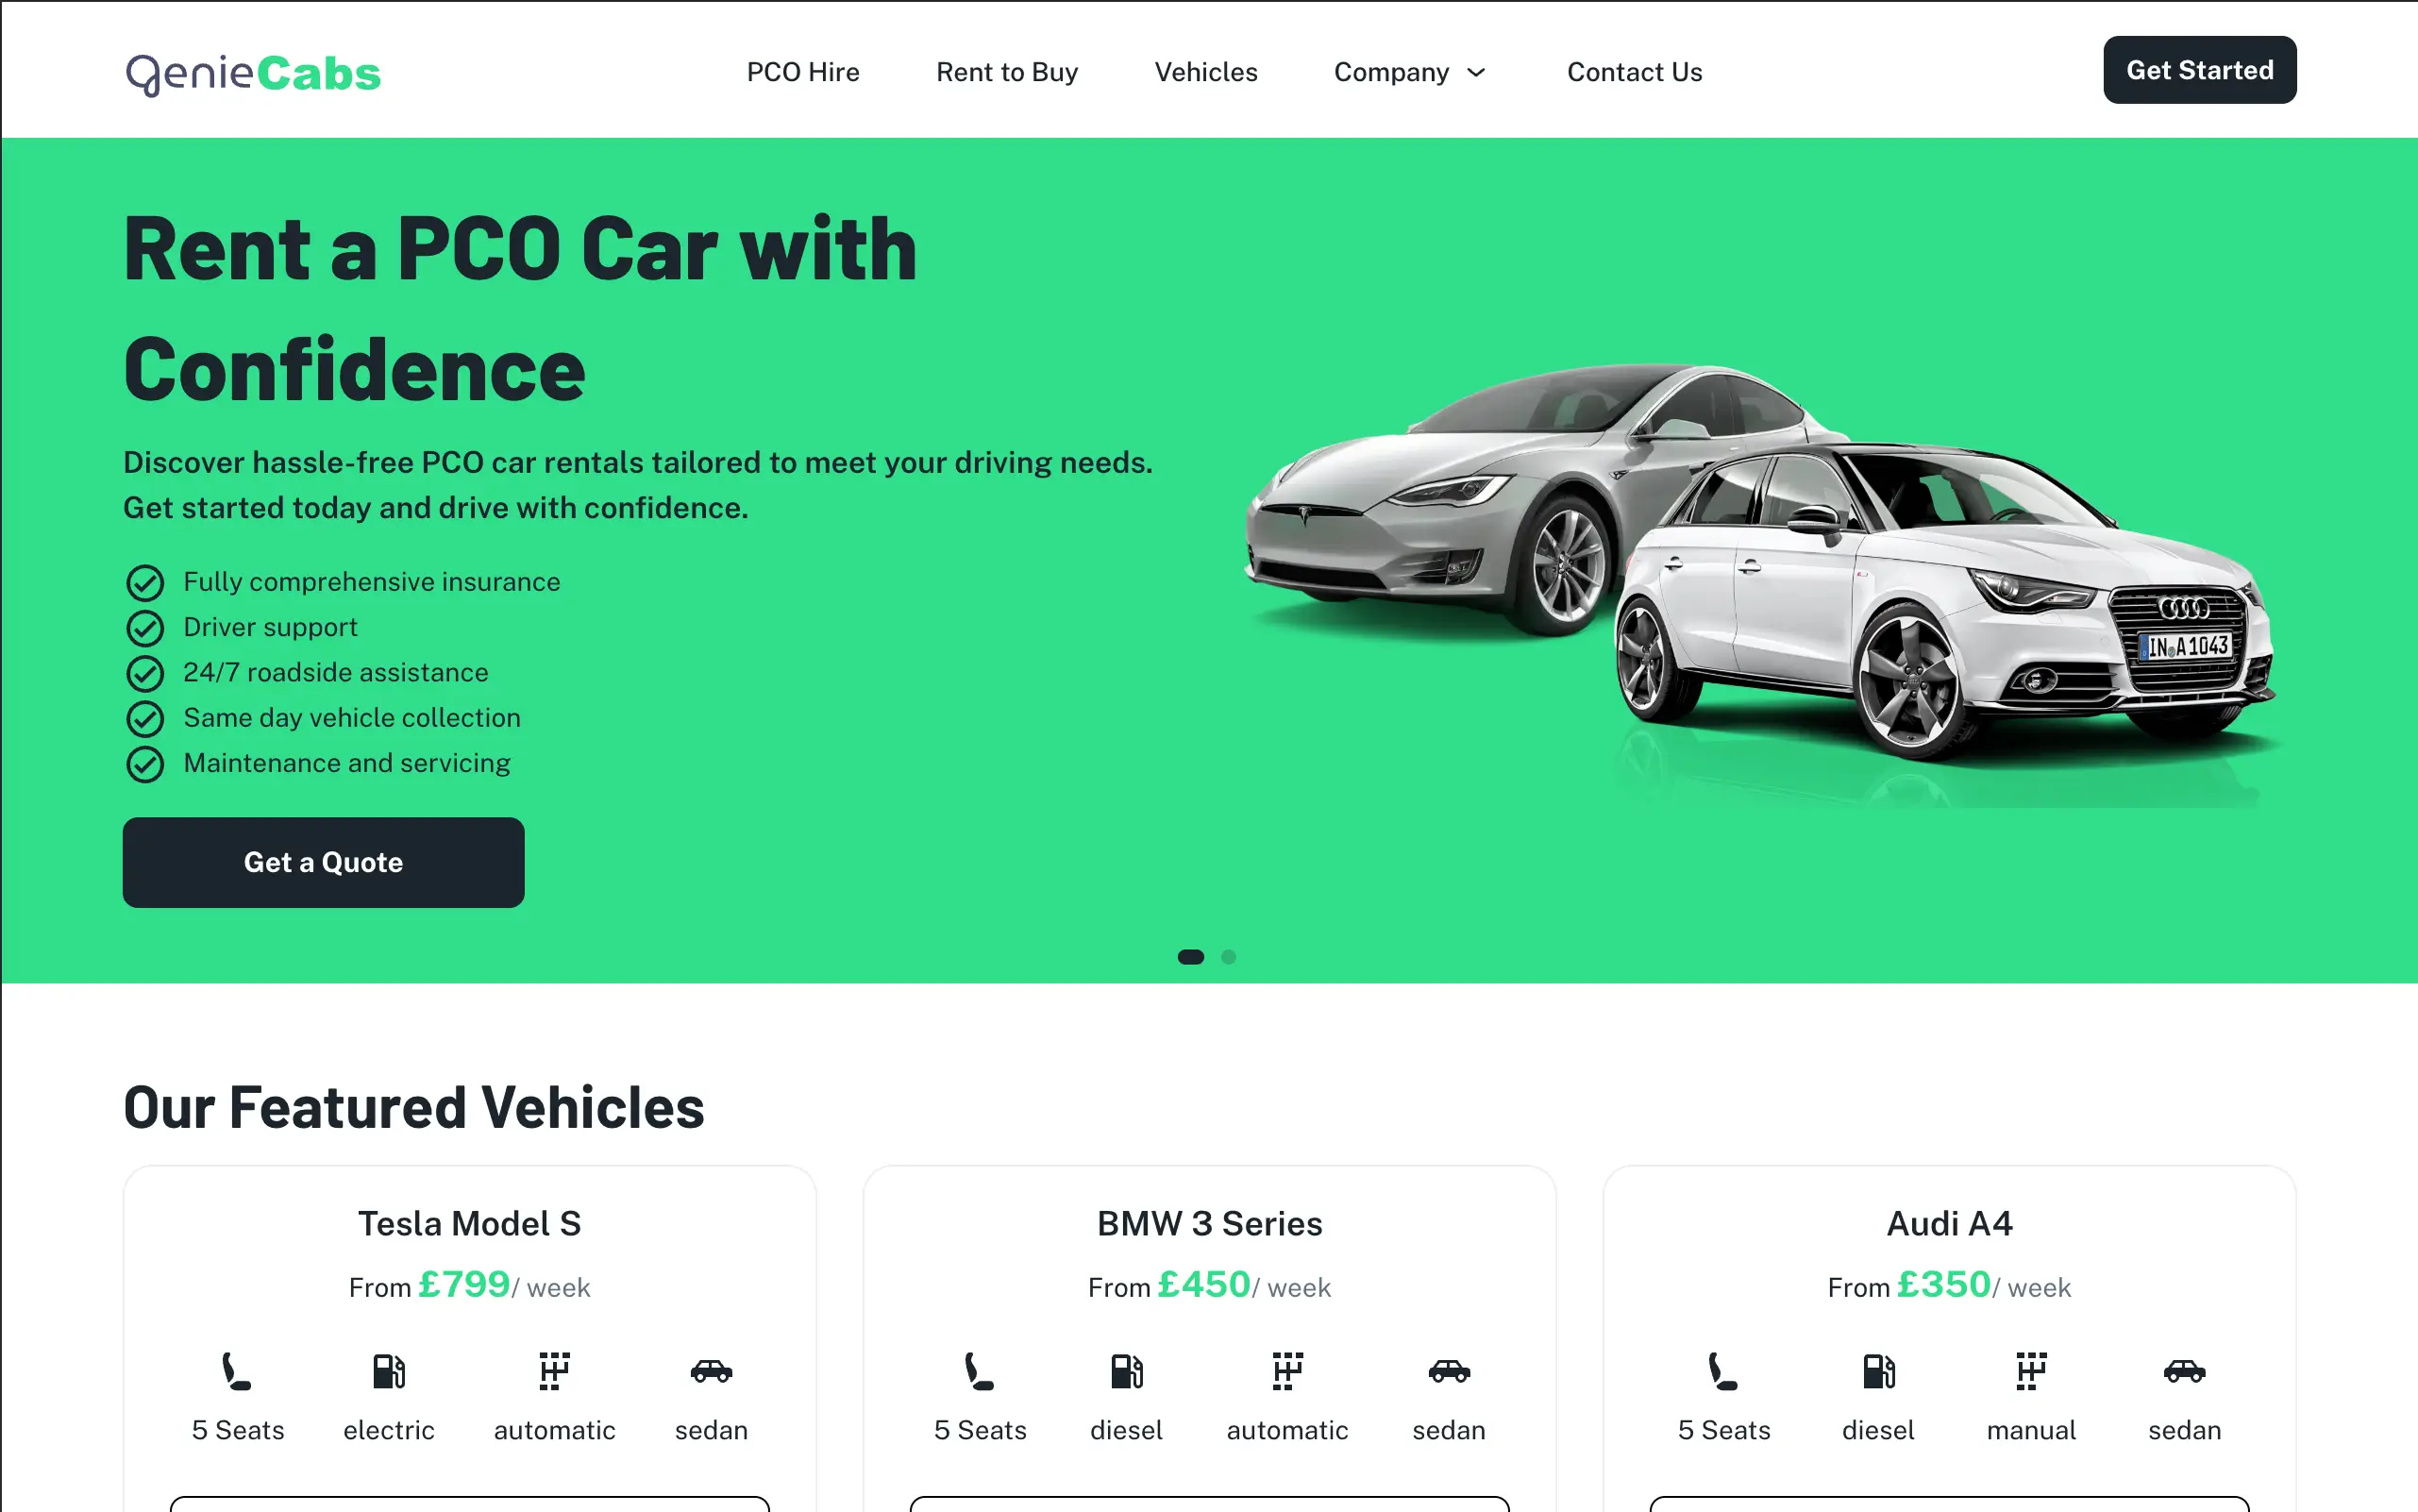 genieCabs
PCO Hire
Rent to Buy
Vehicles
Company
Contact Us
Get Started
Rent a PCO Car with
Confidence
Discover hassle-free PCO car rentals tailored to meet your driving needs.
Get started today and drive with confidence.
Fully comprehensive insurance
Driver support
24/7 roadside assistance
Same day vehicle collection
Maintenance and servicing
Get a Quote
IN A 1043
Our Featured Vehicles
Tesla Model S
From £799/ week
5 Seats
electric
automatic
sedan
BMW 3 Series
From £450/ week
5 Seats
diesel
automatic
sedan
Audi A4
From £350/ week
5 Seats
diesel
manual
sedan